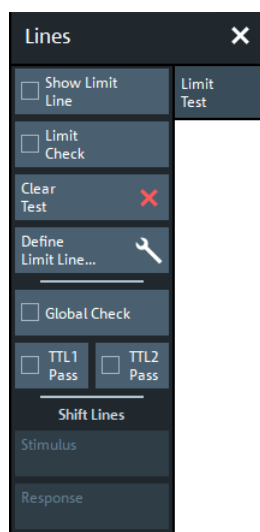 Lines
Show Limit
Line
Limit
Test
Limit
Check
Clear
Test
Define
Limit Line...
Global Check
TTL1
Pass
TTL2
Pass
Shift Lines
Stimulus
Response